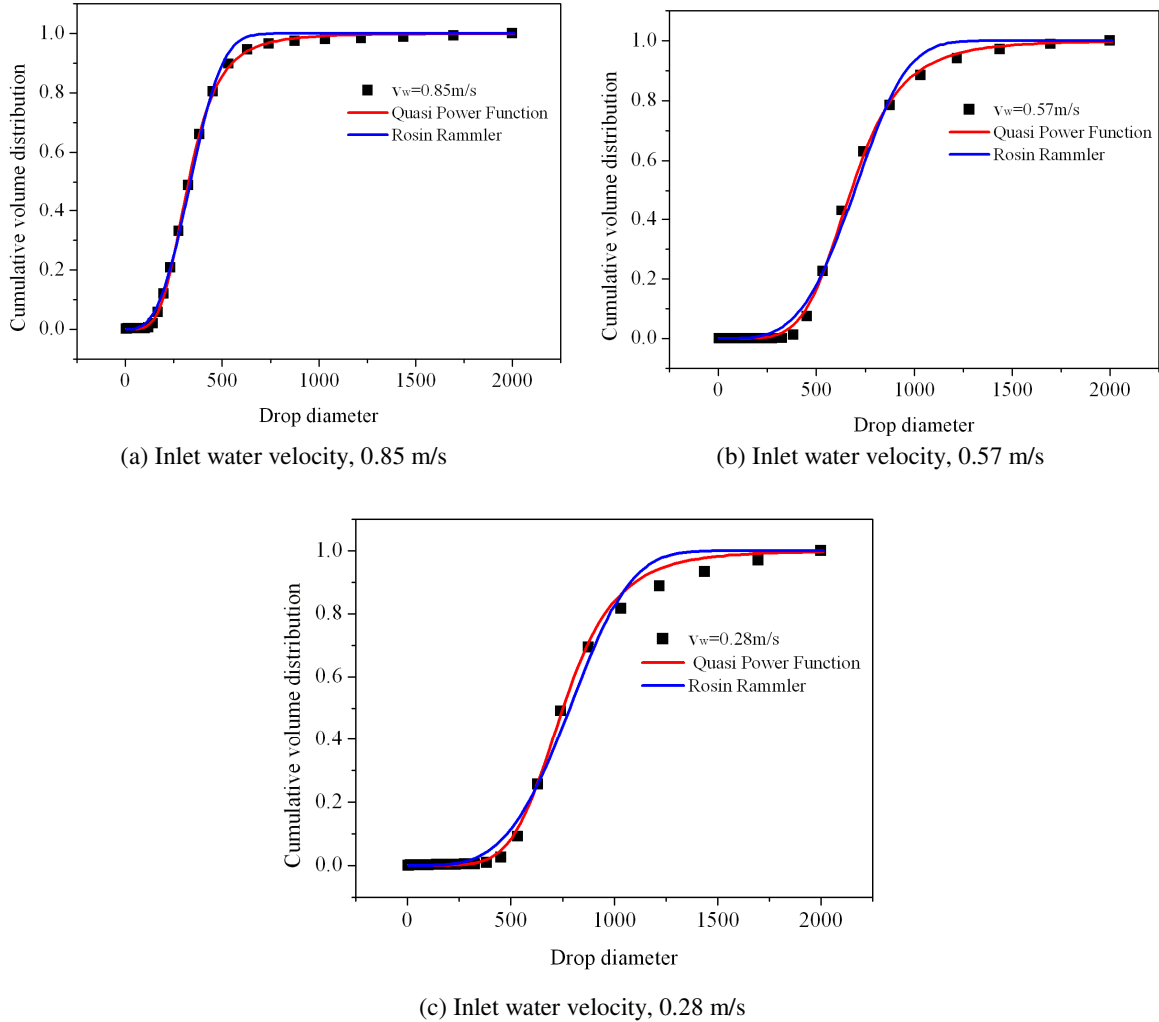 1.0
0.8
0.6
0.4
0.2
0.0
Cumulative volume distribution
vw=0.85m/s
Quasi Power Function
Rosin Rammler
0 500 1000 1500 2000
Drop diameter
(a) Inlet water velocity, 0.85 m/s
1.0
0.8
0.6
0.4
0.2
0.0
Cumulative volume distribution
vw=0.57m/s
Quasi Power Function
Rosin Rammler
0 500 1000 1500 2000
Drop diameter
(b) Inlet water velocity, 0.57 m/s
1.0
0.8
0.6
0.4
0.2
0.0
Cumulative volume distribution
vw=0.28m/s
Quasi Power Function
Rosin Rammler
0 500 1000 1500 2000
Drop diameter
(c) Inlet water velocity, 0.28 m/s